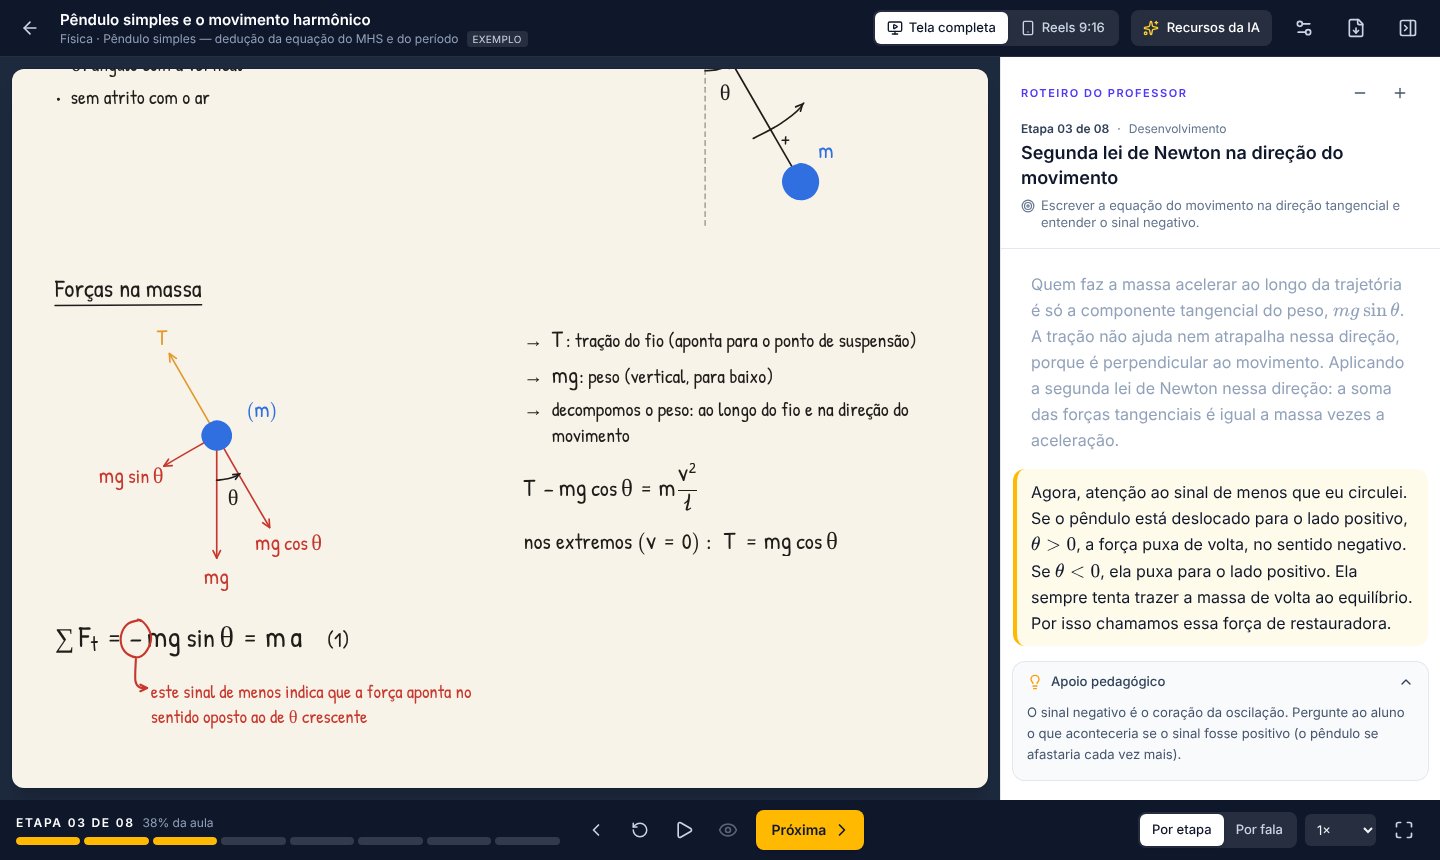 Pêndulo simples e o movimento harmônico
Física · Pêndulo simples — dedução da equação do MHS e do período EXEMPLO
Tela completa
Reels 9:16
Recursos da IA
• sem atrito com o ar
θ
+
m
Forças na massa
T
(m)
mg sin θ
θ
mg cos θ
mg
→ T: tração do fio (aponta para o ponto de suspensão)
→ mg: peso (vertical, para baixo)
→ decompomos o peso: ao longo do fio e na direção do
movimento
T − mg cos θ = m v²/ℓ
nos extremos (v = 0) : T = mg cos θ
∑ Fₜ = − mg sin θ = m a (1)
este sinal de menos indica que a força aponta no
sentido oposto ao de θ crescente
ROTEIRO DO PROFESSOR
Etapa 03 de 08 · Desenvolvimento
Segunda lei de Newton na direção do
movimento
Escrever a equação do movimento na direção tangencial e
entender o sinal negativo.
Quem faz a massa acelerar ao longo da trajetória
é só a componente tangencial do peso, mg sin θ.
A tração não ajuda nem atrapalha nessa direção,
porque é perpendicular ao movimento. Aplicando
a segunda lei de Newton nessa direção: a soma
das forças tangenciais é igual a massa vezes a
aceleração.
Agora, atenção ao sinal de menos que eu circulei.
Se o pêndulo está deslocado para o lado positivo,
θ > 0, a força puxa de volta, no sentido negativo.
Se θ < 0, ela puxa para o lado positivo. Ela
sempre tenta trazer a massa de volta ao equilíbrio.
Por isso chamamos essa força de restauradora.
Apoio pedagógico
O sinal negativo é o coração da oscilação. Pergunte ao aluno
o que aconteceria se o sinal fosse positivo (o pêndulo se
afastaria cada vez mais).
ETAPA 03 DE 08 38% da aula
Próxima
Por etapa
Por fala
1×